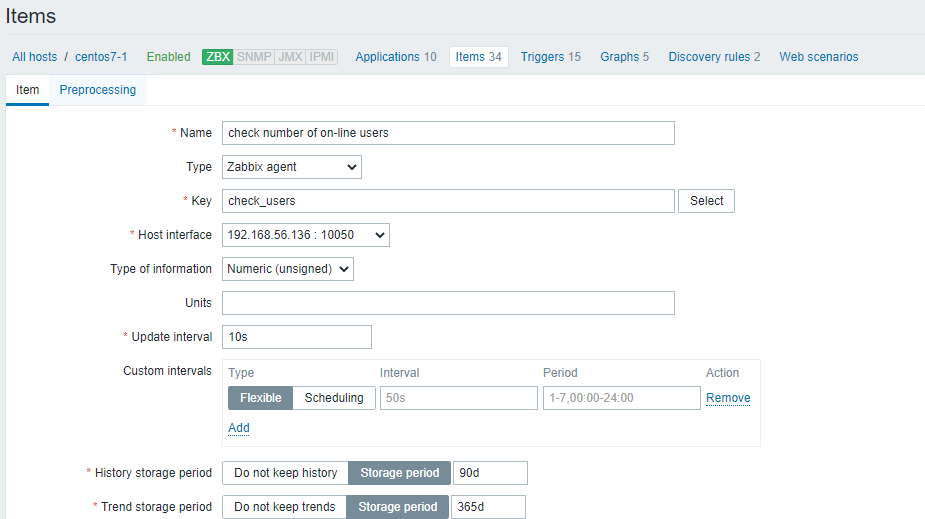 Items
All hosts / centos7-1 Enabled ZBX SNMP JMX IPMI Applications 10 Items 34 Triggers 15 Graphs 5 Discovery rules 2 Web scenarios
Item Preprocessing
* Name check number of on-line users
Type Zabbix agent
* Key check_users Select
* Host interface 192.168.56.136 : 10050
Type of information Numeric (unsigned)
Units
* Update interval 10s
Custom intervals Type Interval Period Action
Flexible Scheduling 50s 1-7,00:00-24:00 Remove
Add
* History storage period Do not keep history Storage period 90d
* Trend storage period Do not keep trends Storage period 365d